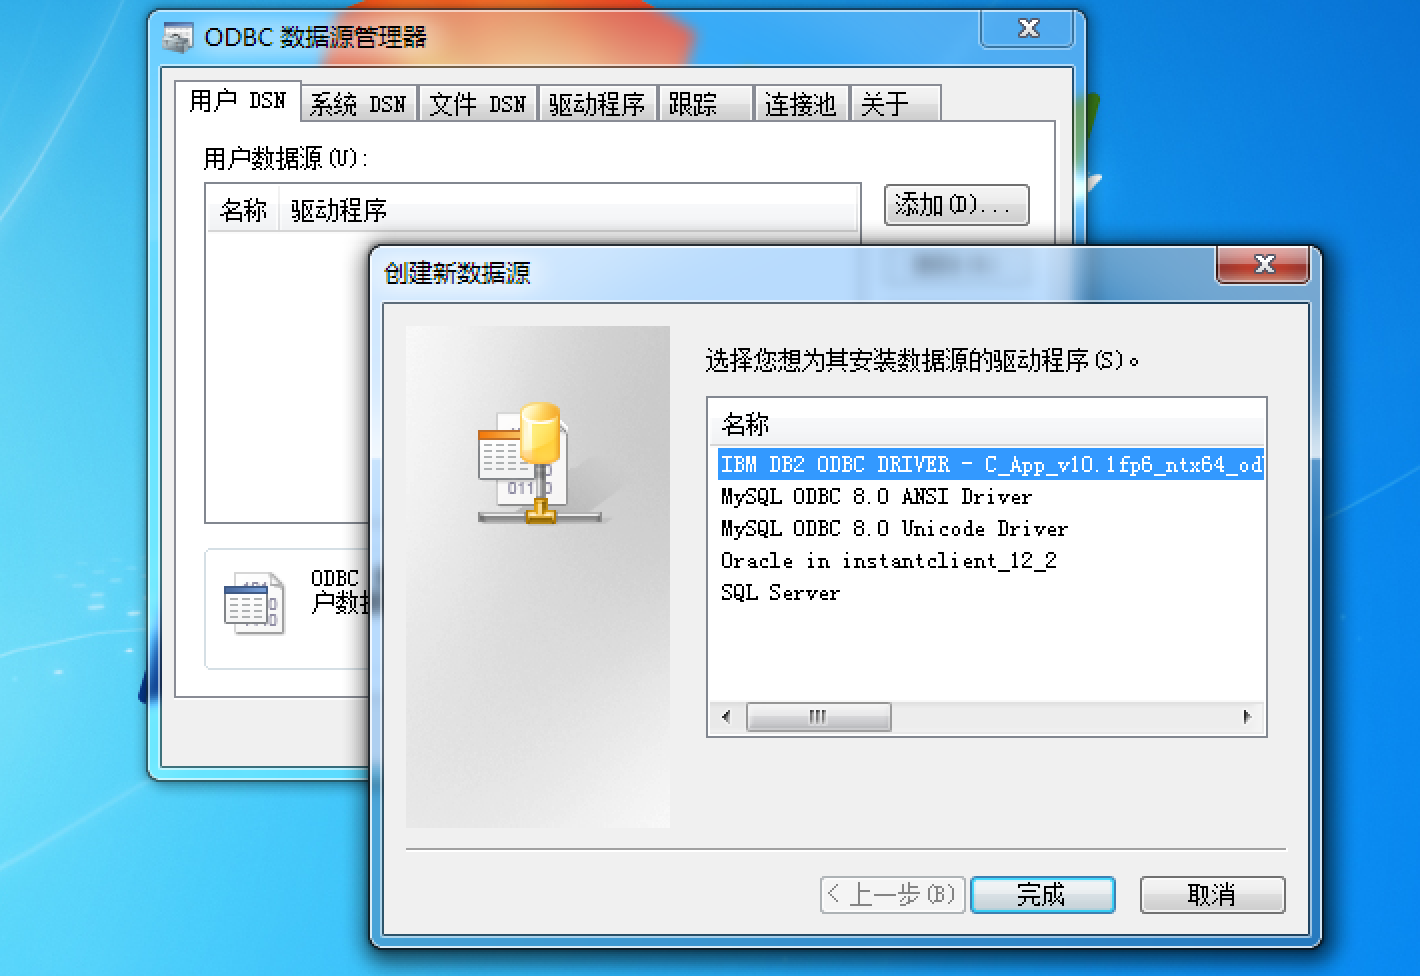 ODBC 数据源管理器
用户 DSN 系统 DSN 文件 DSN 驱动程序 跟踪 连接池 关于
用户数据源(U):
名称 驱动程序
添加(D)...
创建新数据源
选择您想为其安装数据源的驱动程序(S)。
名称
IBM DB2 ODBC DRIVER - C_App_v10.1fp6_ntx64_od
MySQL ODBC 8.0 ANSI Driver
MySQL ODBC 8.0 Unicode Driver
Oracle in instantclient_12_2
SQL Server
ODBC
户数据
< 上一步(B) 完成 取消